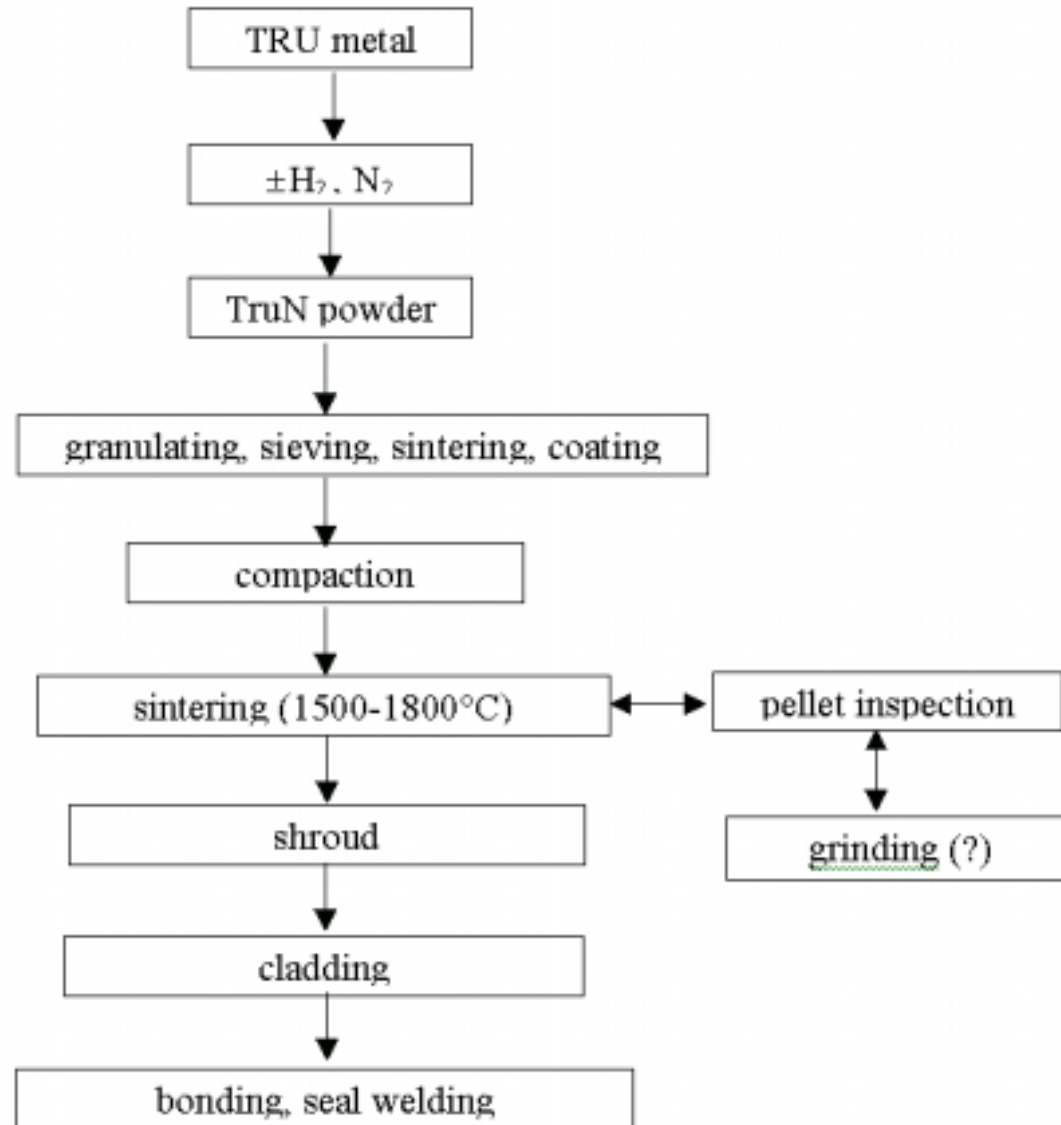 TRU metal
±H₂, N₂
TruN powder
granulating, sieving, sintering, coating
compaction
sintering (1500-1800°C)
pellet inspection
shroud
grinding (?)
cladding
bonding, seal welding